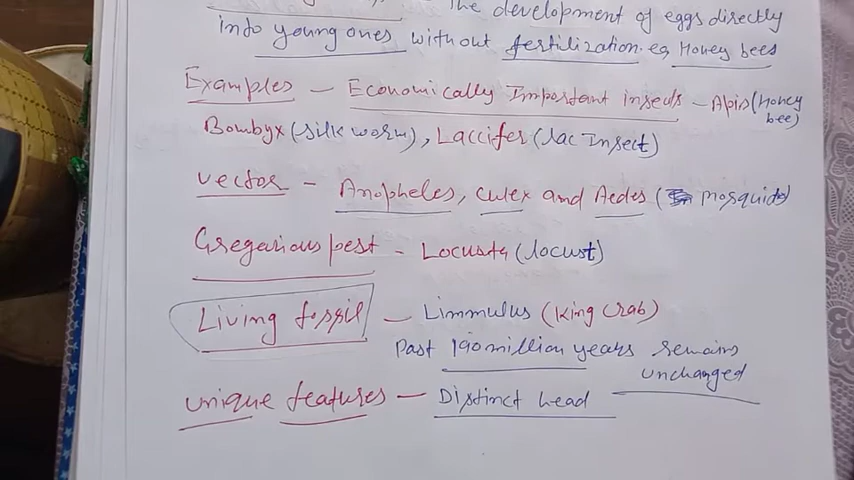 The development of eggs directly
into young ones without fertilization. eg Honey bees
Examples - Economically Important insects - Apis (Honey bee)
Bombyx (silk worm), Laccifer (lac Insect)
vector - Anopheles, culex and Aedes (mosquito)
Gregarious pest - Locusta (locust)
Living fossil - Limmulus (King Crab)
Past 190 million years remains
unchanged
unique features - Distinct head